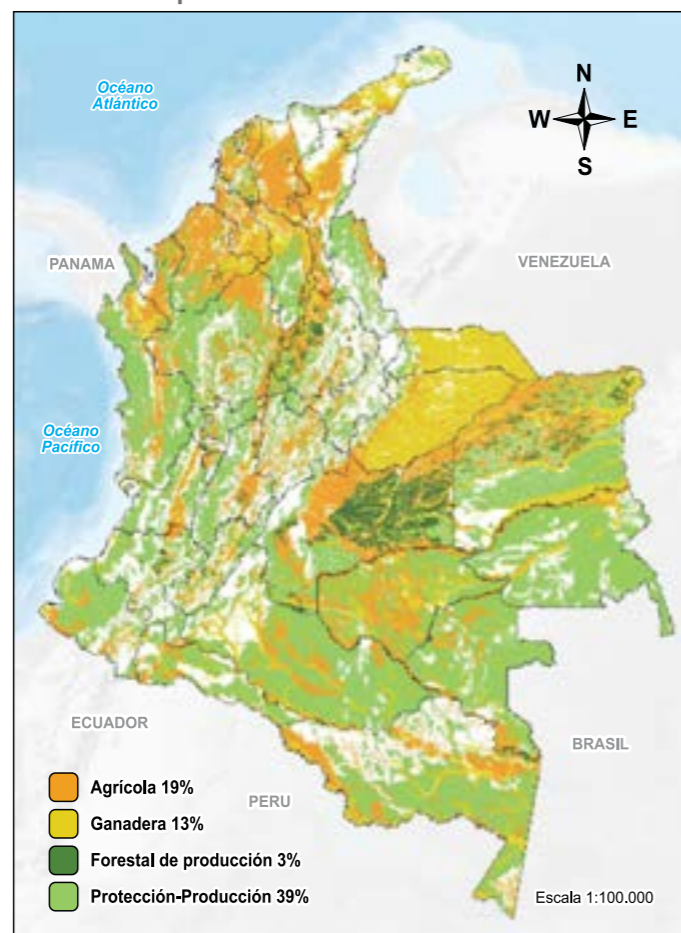 Océano
Atlántico
N
W
E
S
PANAMA
VENEZUELA
Océano
Pacífico
ECUADOR
PERU
BRASIL
Agrícola 19%
Ganadera 13%
Forestal de producción 3%
Protección-Producción 39%
Escala 1:100.000